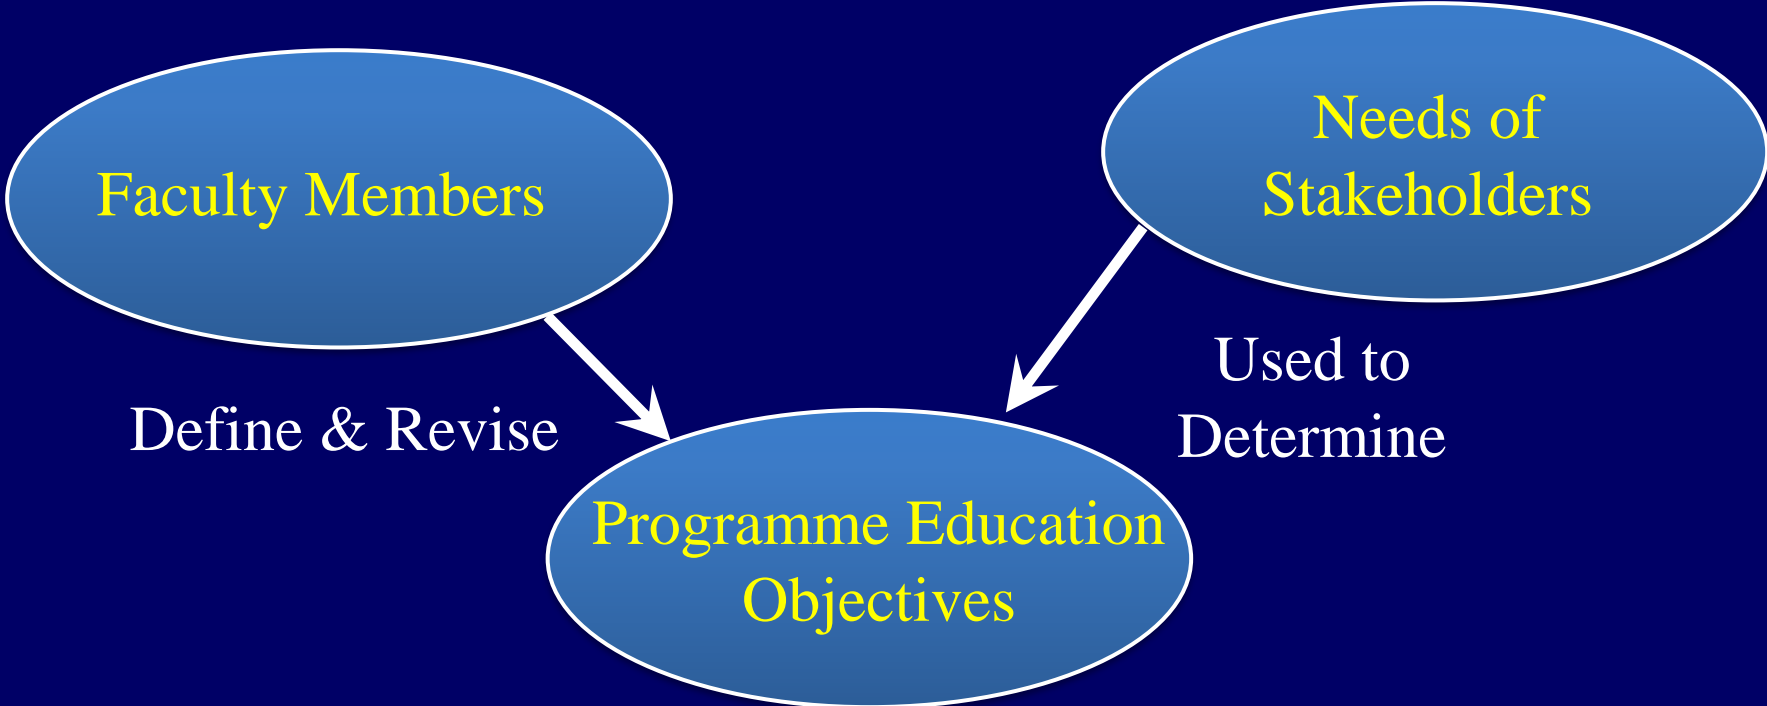 Faculty Members
Needs of
Stakeholders
Define & Revise
Used to
Determine
Programme Education
Objectives